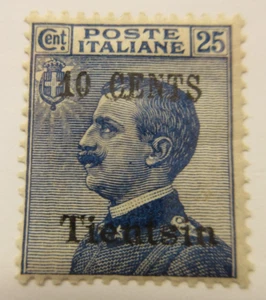 POSTE
Cent. ITALIANE 25
10 CENTS
Tientsin